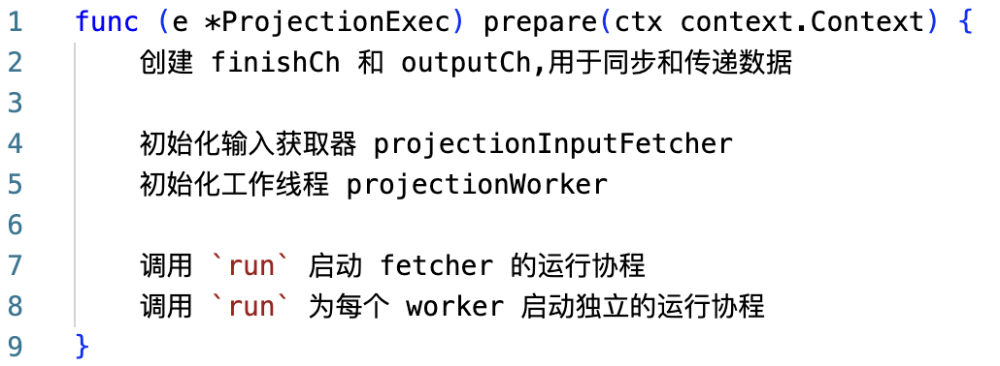 1 func (e *ProjectionExec) prepare(ctx context.Context) {
2 创建 finishCh 和 outputCh,用于同步和传递数据
3
4 初始化输入获取器 projectionInputFetcher
5 初始化工作线程 projectionWorker
6
7 调用 `run` 启动 fetcher 的运行协程
8 调用 `run` 为每个 worker 启动独立的运行协程
9 }